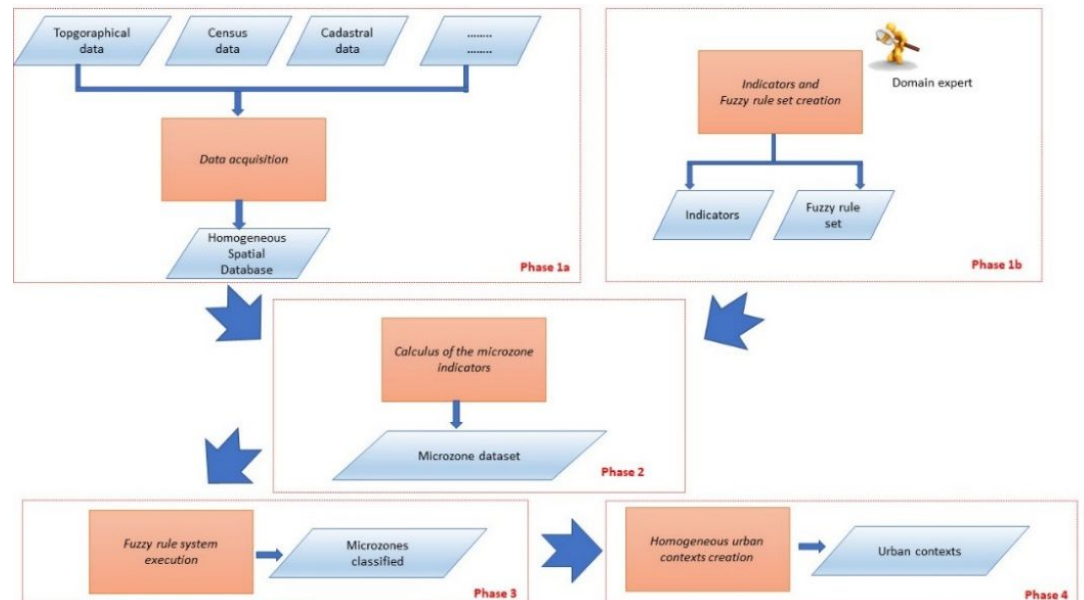 Topgoraphical
data
Census
data
Cadastral
data
........
........
Data acquisition
Homogeneous
Spatial
Database
Phase 1a
Indicators and
Fuzzy rule set creation
Domain expert
Indicators
Fuzzy rule
set
Phase 1b
Calculus of the microzone
indicators
Microzone dataset
Phase 2
Fuzzy rule system
execution
Microzones
classified
Phase 3
Homogeneous urban
contexts creation
Urban contexts
Phase 4